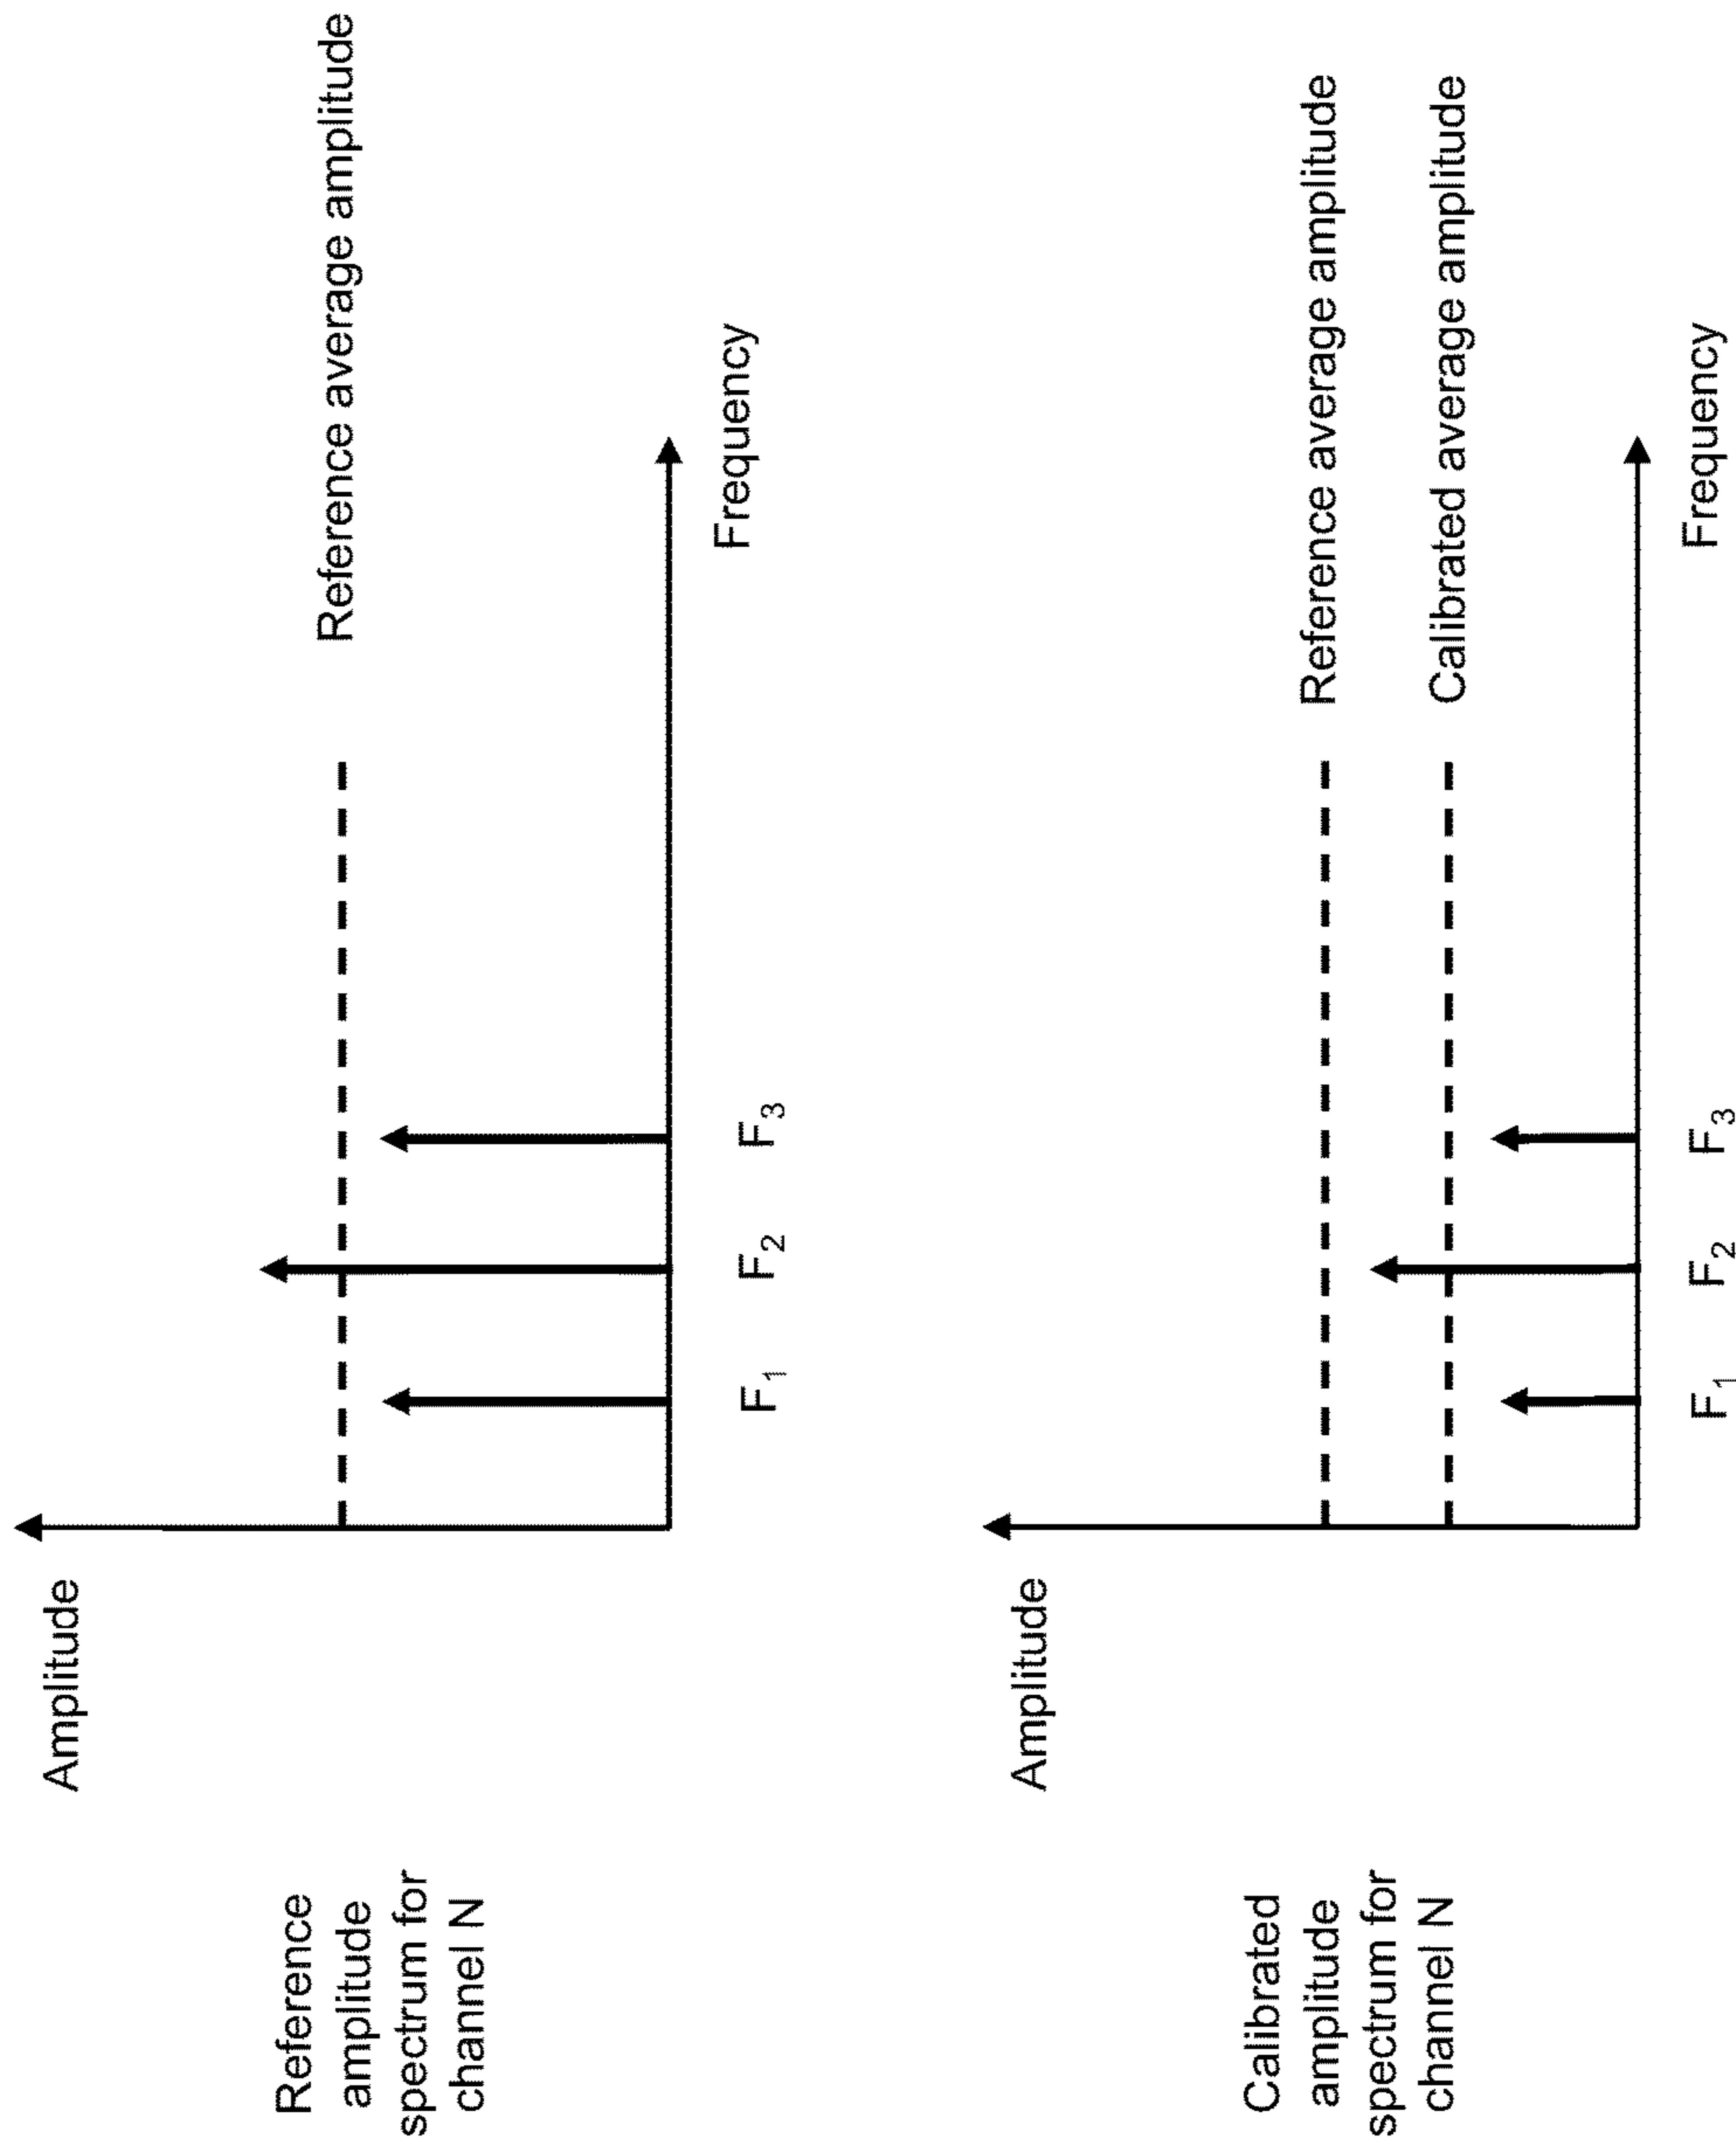 Reference
amplitude
spectrum for
channel N
Amplitude
Reference average amplitude
F1
F2
F3
Frequency
Calibrated
amplitude
spectrum for
channel N
Amplitude
Reference average amplitude
Calibrated average amplitude
F1
F2
F3
Frequency